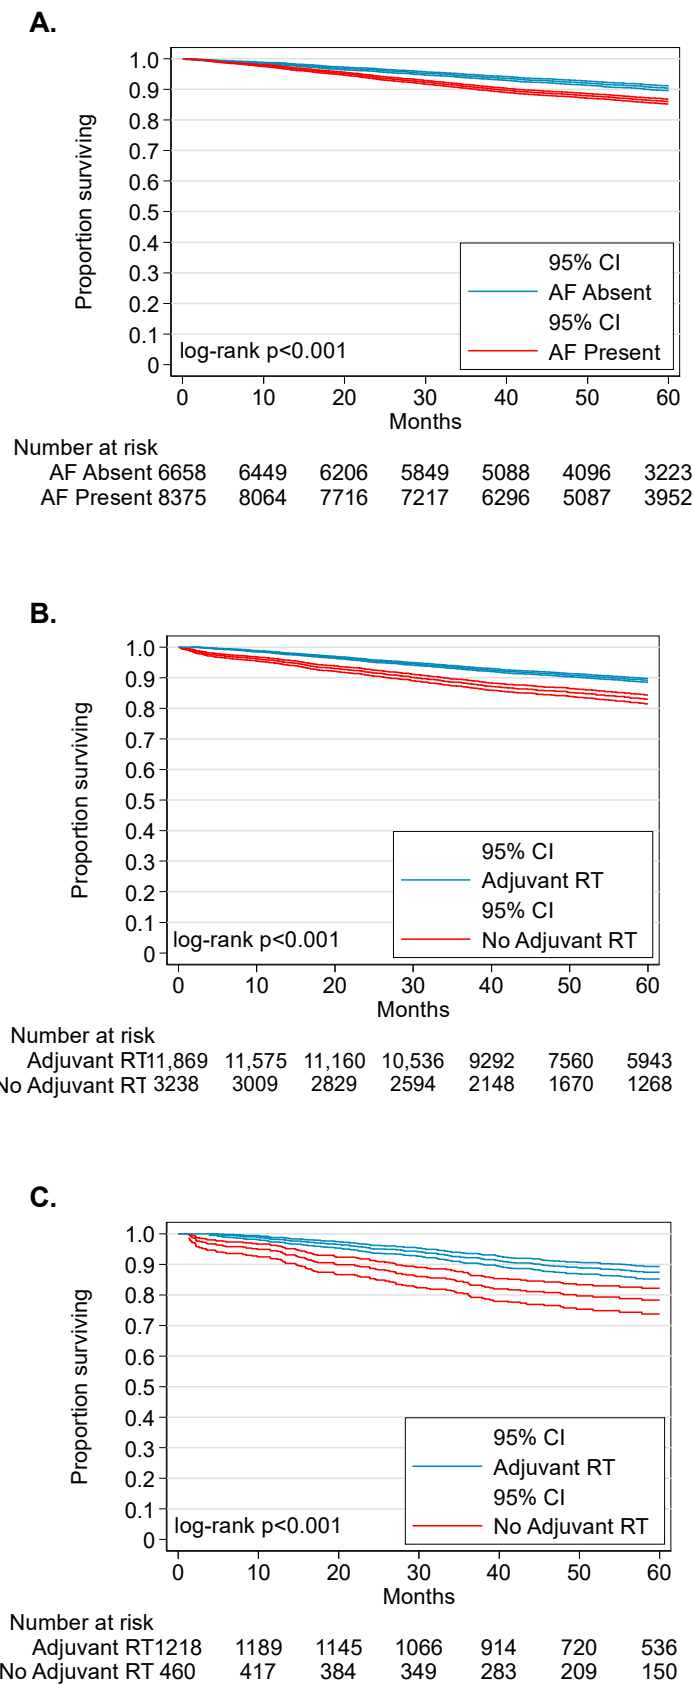 A.
Proportion surviving
1.0
0.9
0.8
0.7
0.6
0.5
0.4
0.3
0.2
0.1
0
95% CI
AF Absent
95% CI
AF Present
log-rank p<0.001
0 10 20 30 40 50 60
Months
Number at risk
AF Absent 6658 6449 6206 5849 5088 4096 3223
AF Present 8375 8064 7716 7217 6296 5087 3952
B.
Proportion surviving
1.0
0.9
0.8
0.7
0.6
0.5
0.4
0.3
0.2
0.1
0
95% CI
Adjuvant RT
95% CI
No Adjuvant RT
log-rank p<0.001
0 10 20 30 40 50 60
Months
Number at risk
Adjuvant RT 11,869 11,575 11,160 10,536 9292 7560 5943
No Adjuvant RT 3238 3009 2829 2594 2148 1670 1268
C.
Proportion surviving
1.0
0.9
0.8
0.7
0.6
0.5
0.4
0.3
0.2
0.1
0
95% CI
Adjuvant RT
95% CI
No Adjuvant RT
log-rank p<0.001
0 10 20 30 40 50 60
Months
Number at risk
Adjuvant RT 1218 1189 1145 1066 914 720 536
No Adjuvant RT 460 417 384 349 283 209 150